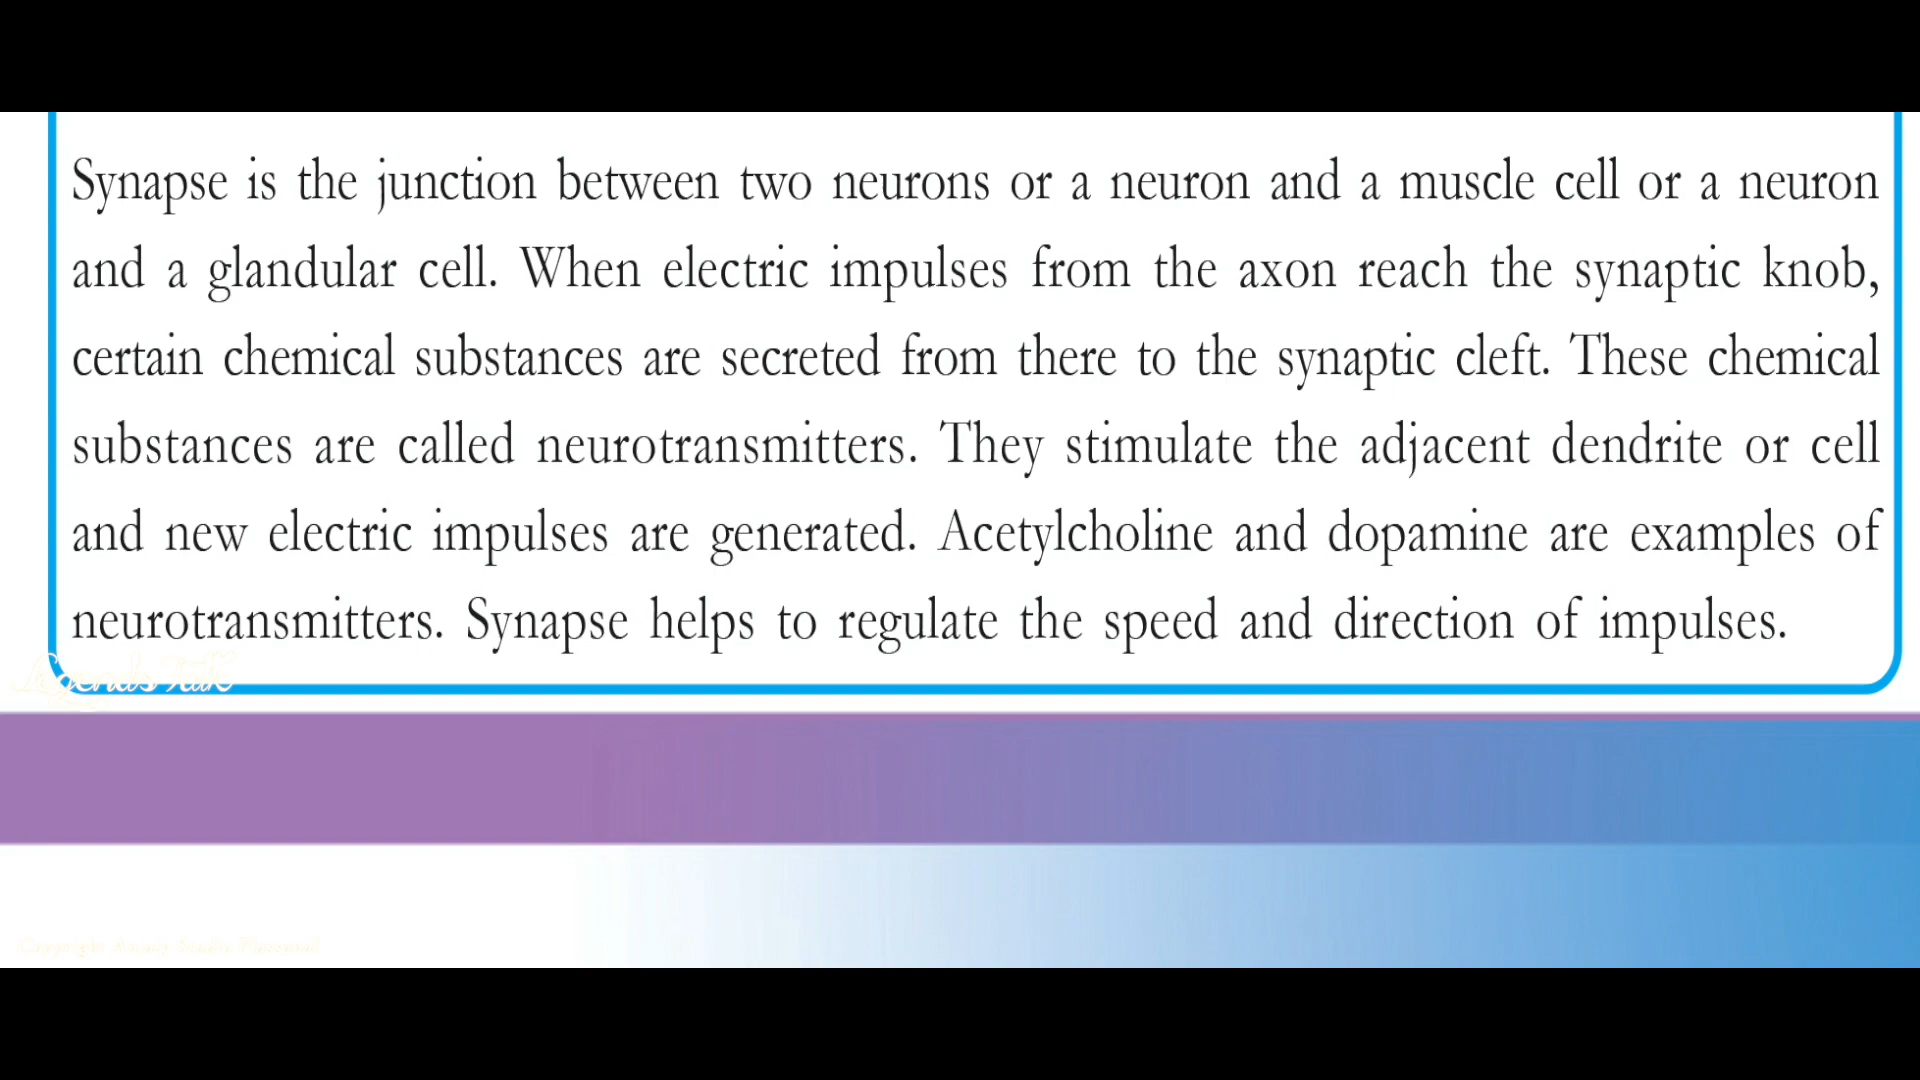 Synapse is the junction between two neurons or a neuron and a muscle cell or a neuron
and a glandular cell. When electric impulses from the axon reach the synaptic knob,
certain chemical substances are secreted from there to the synaptic cleft. These chemical
substances are called neurotransmitters. They stimulate the adjacent dendrite or cell
and new electric impulses are generated. Acetylcholine and dopamine are examples of
neurotransmitters. Synapse helps to regulate the speed and direction of impulses.
Legends Talk
Copyright